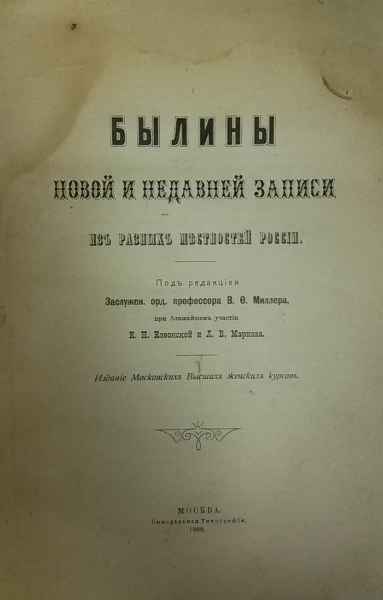 БЫЛИНЫ
НОВОЙ И НЕДАВНЕЙ ЗАПИСИ
ИЗЪ РАЗНЫХЪ МѢСТНОСТЕЙ РОССІИ.
Подъ редакціей
Заслужен. орд. профессора В. Ѳ. Миллера,
при ближайшемъ участіи
Е. Н. Елеонской и А. В. Маркова.
Изданіе Московскихъ Высшихъ женскихъ курсовъ.
МОСКВА.
Синодальная Типографія.
1908.